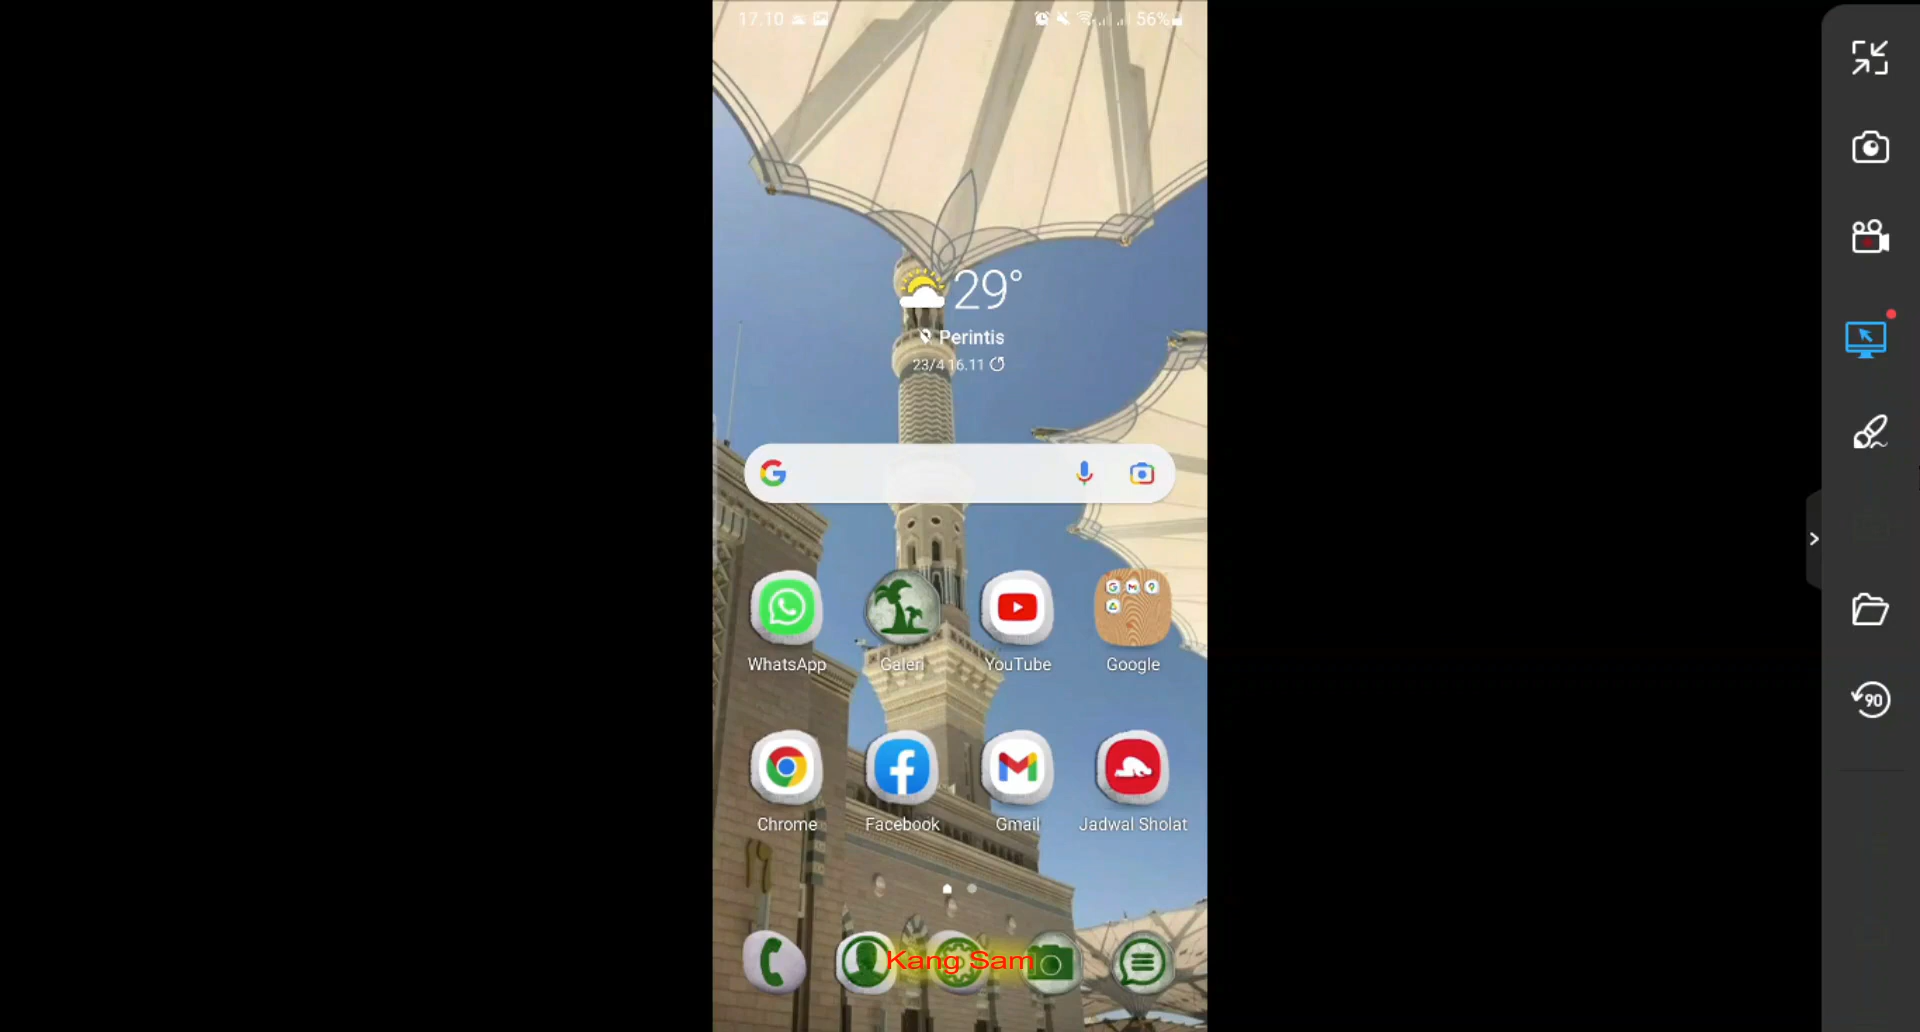 17.10
56%
29°
Perintis
23/4 16.11
WhatsApp
Galeri
YouTube
Google
Chrome
Facebook
Gmail
Jadwal Sholat
Kang Sam
90